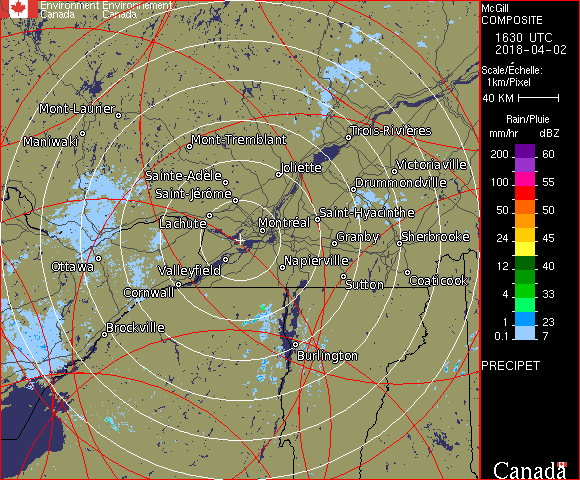 Environment Environnement
Canada Canada
McGill
COMPOSITE
1630 UTC
2018-04-02
Scale/Échelle:
1km/Pixel
40 KM
Rain/Pluie
mm/hr dBZ
200 60
55
100 55
50 50
24 45
12 40
8 33
4 23
1 7
0.1
PRECIPET
Canada
Mont-Laurier
Maniwaki
Mont-Tremblant
Trois-Rivières
Sainte-Adèle
Joliette
Victoriaville
Saint-Jérôme
Drummondville
Lachute
Saint-Hyacinthe
Montréal
Granby
Sherbrooke
Ottawa
Valleyfield
Napierville
Cornwall
Sutton
Coaticook
Brockville
Burlington